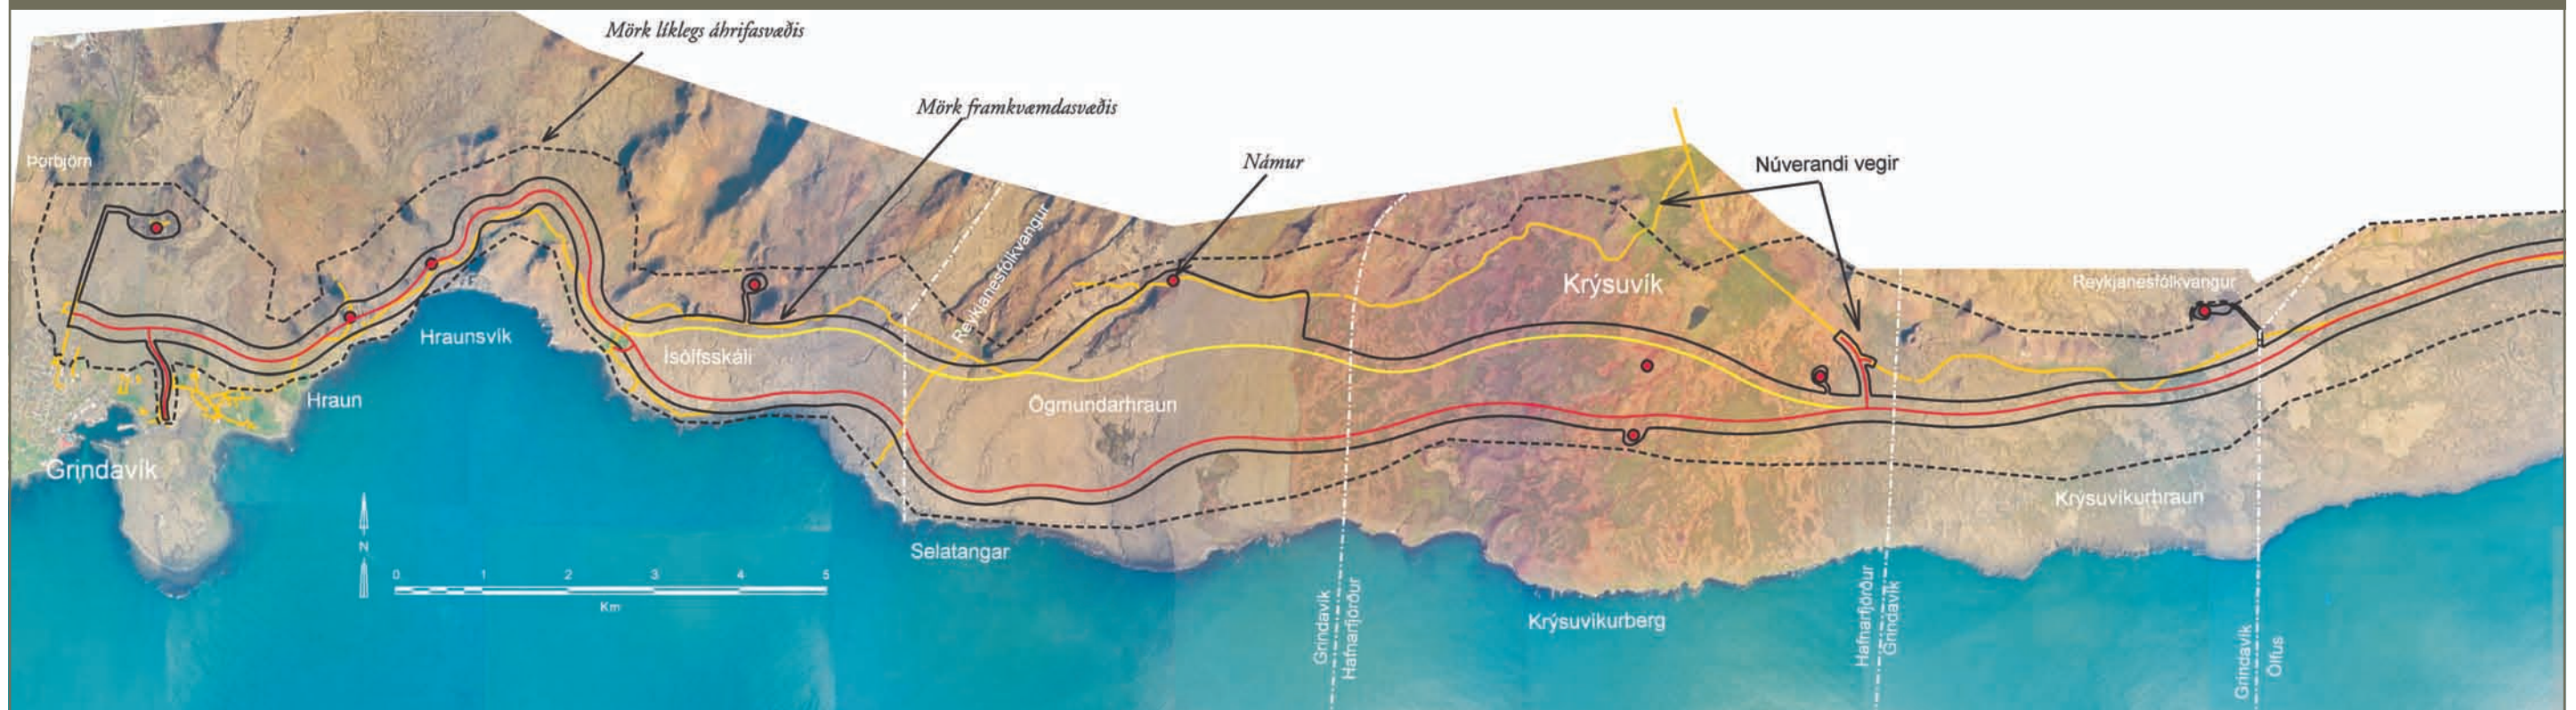 Mörk líklegs áhrifasvæðis
Mörk framkvæmdasvæðis
Námur
Núverandi vegir
Þorbjörn
Reykjanesfólkvangur
Krýsuvík
Reykjanesfólkvangur
Hraunsvík
Ísólfsskáli
Hraun
Ögmundarhraun
Grindavík
Krýsuvíkurhraun
Selatangar
N
0 1 2 3 4 5
Km
Krýsuvíkurberg
Grindavík
Hafnarfjörður
Hafnarfjörður
Grindavík
Grindavík
Ölfus